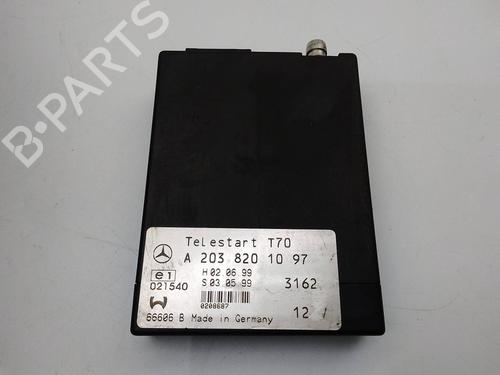 B-PARTS
Telestart T70
A 203 820 10 97
e1
021540
H 02.06.99
S 03.05.99
3162
0208687
66606 B Made in Germany
12